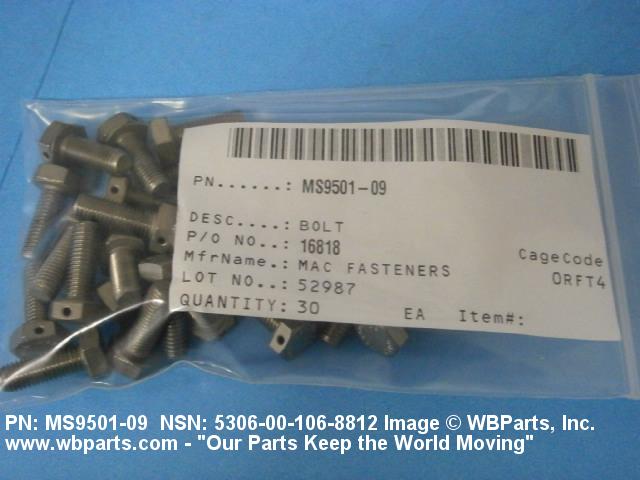 PN......: MS9501-09
DESC....: BOLT
P/O NO..: 16818
MfrName.: MAC FASTENERS
CageCode
LOT NO..: 52987
0RFT4
QUANTITY: 30 EA Item#:
PN: MS9501-09 NSN: 5306-00-106-8812 Image © WBParts, Inc.
www.wbparts.com - "Our Parts Keep the World Moving"